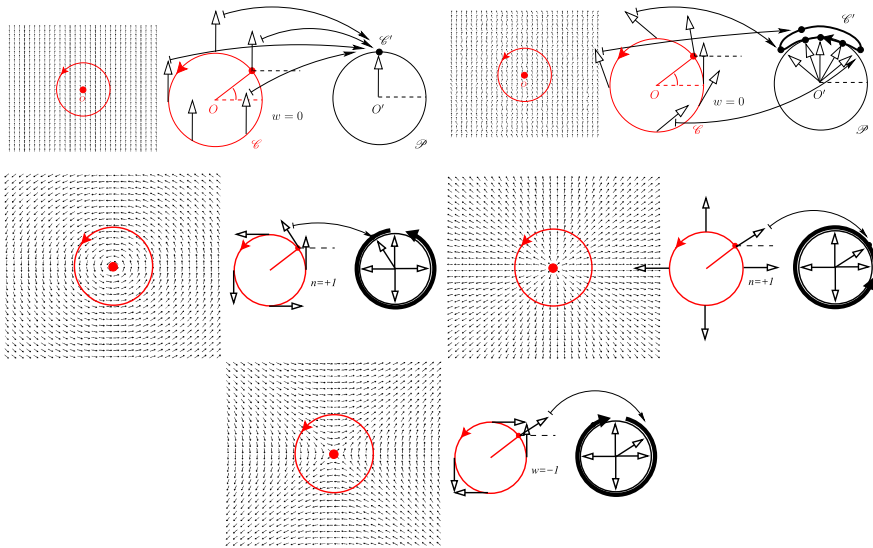 𝒞'
O
O
w = 0
O'
𝒞
𝒫
𝒞'
O
O
w = 0
O'
𝒞
𝒫
n=+1
n=+1
w=−1